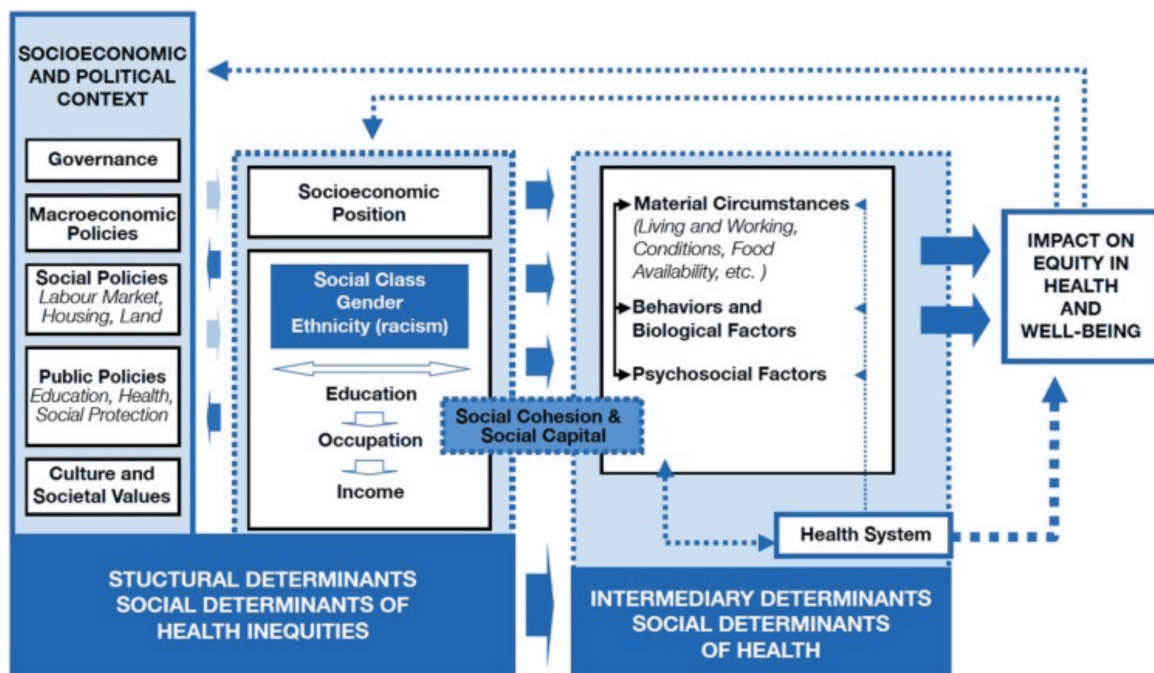 SOCIOECONOMIC
AND POLITICAL
CONTEXT
Governance
Macroeconomic
Policies
Social Policies
Labour Market,
Housing, Land
Public Policies
Education, Health,
Social Protection
Culture and
Societal Values
Socioeconomic
Position
Social Class
Gender
Ethnicity (racism)
Education
Occupation
Income
Social Cohesion &
Social Capital
Material Circumstances
(Living and Working,
Conditions, Food
Availability, etc. )
Behaviors and
Biological Factors
Psychosocial Factors
Health System
IMPACT ON
EQUITY IN
HEALTH
AND
WELL-BEING
STUCTURAL DETERMINANTS
SOCIAL DETERMINANTS OF
HEALTH INEQUITIES
INTERMEDIARY DETERMINANTS
SOCIAL DETERMINANTS
OF HEALTH